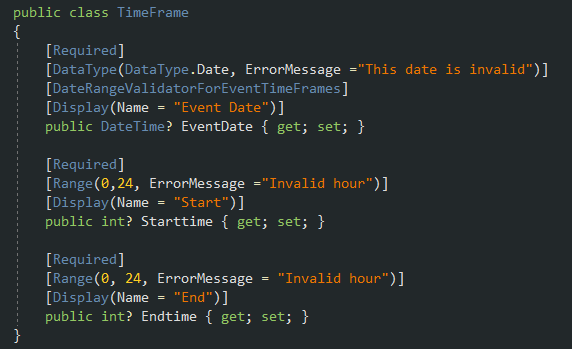 public class TimeFrame
{
[Required]
[DataType(DataType.Date, ErrorMessage ="This date is invalid")]
[DateRangeValidatorForEventTimeFrames]
[Display(Name = "Event Date")]
public DateTime? EventDate { get; set; }
[Required]
[Range(0,24, ErrorMessage ="Invalid hour")]
[Display(Name = "Start")]
public int? Starttime { get; set; }
[Required]
[Range(0, 24, ErrorMessage = "Invalid hour")]
[Display(Name = "End")]
public int? Endtime { get; set; }
}